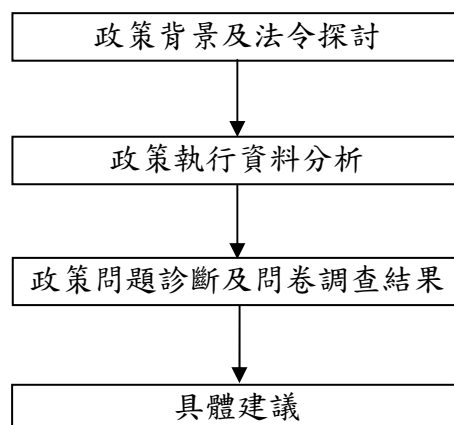 政策背景及法令探討
政策執行資料分析
政策問題診斷及問卷調查結果
具體建議